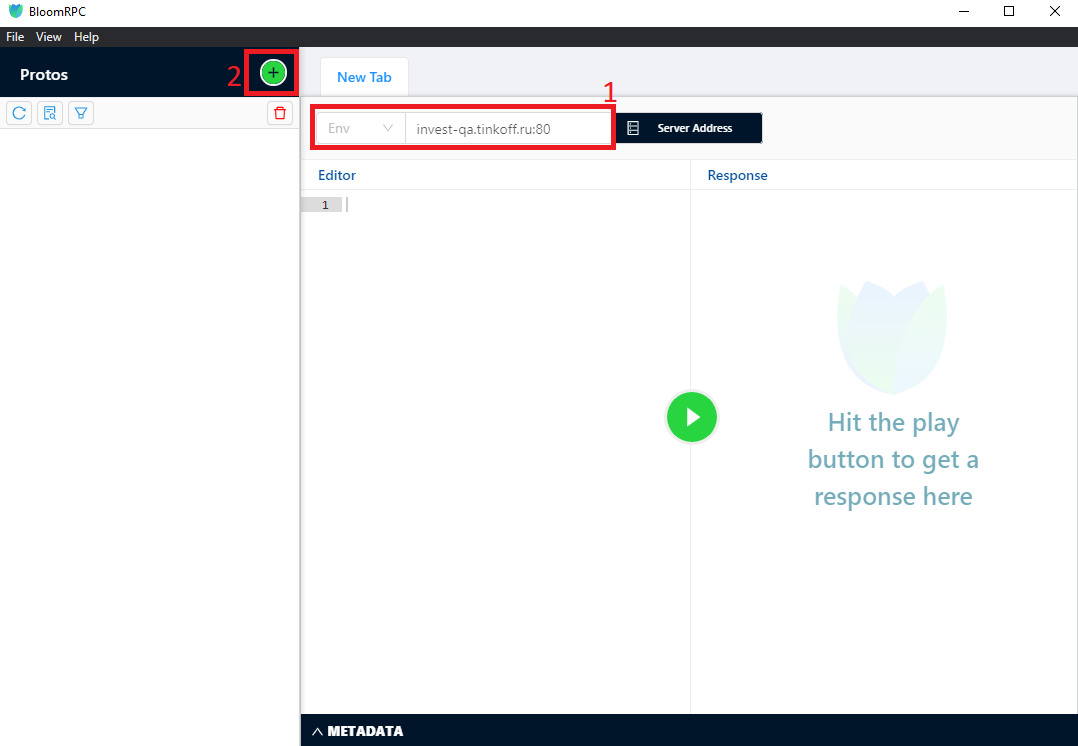 BloomRPC
File View Help
Protos
2
New Tab
1
Env
invest-qa.tinkoff.ru:80
Server Address
Editor
Response
1
Hit the play
button to get a
response here
METADATA